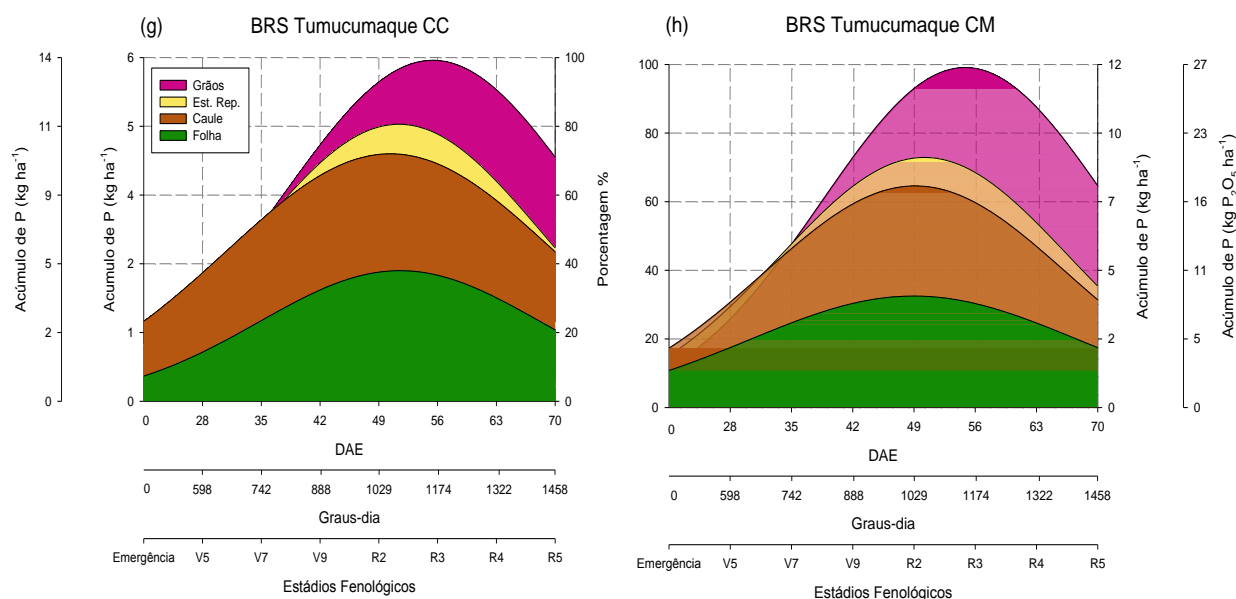 (g) BRS Tumucumaque CC
Acúmulo de P (kg ha⁻¹)
14
11
9
5
2
0
Acumulo de P (kg ha⁻¹)
6
5
4
2
1
0
Grãos
Est. Rep.
Caule
Folha
100
80
60
40
20
0
Porcentagem %
0 28 35 42 49 56 63 70
DAE
0 598 742 888 1029 1174 1322 1458
Graus-dia
Emergência V5 V7 V9 R2 R3 R4 R5
Estádios Fenológicos
(h) BRS Tumucumaque CM
100
80
60
40
20
0
12
10
7
5
2
0
Acúmulo de P (kg ha⁻¹)
27
23
16
11
5
0
Acúmulo de P (kg P₂O₅ ha⁻¹)
0 28 35 42 49 56 63 70
DAE
0 598 742 888 1029 1174 1322 1458
Graus-dia
Emergência V5 V7 V9 R2 R3 R4 R5
Estádios Fenológicos